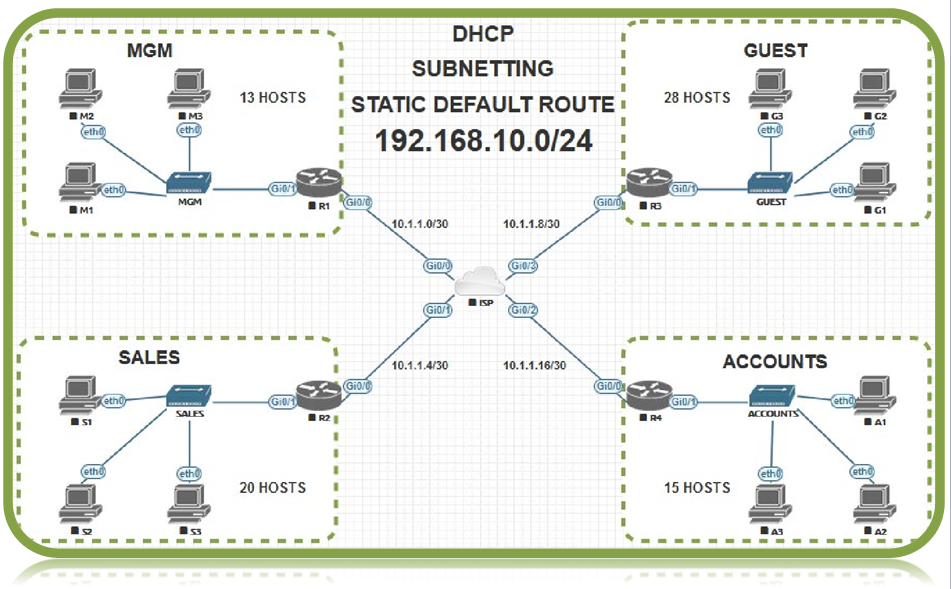 DHCP
SUBNETTING
STATIC DEFAULT ROUTE
192.168.10.0/24
MGM
M2
M3
13 HOSTS
eth0
eth0
M1
eth0
MGM
Gi0/1
R1
Gi0/0
10.1.1.0/30
Gi0/0
GUEST
28 HOSTS
G3
G2
eth0
eth0
Gi0/0
R3
Gi0/1
GUEST
eth0
G1
10.1.1.8/30
Gi0/3
ISP
Gi0/1
Gi0/2
SALES
S1
eth0
SALES
Gi0/1
R2
Gi0/0
10.1.1.4/30
eth0
eth0
S2
S3
20 HOSTS
10.1.1.16/30
ACCOUNTS
Gi0/0
R4
Gi0/1
ACCOUNTS
eth0
A1
15 HOSTS
eth0
eth0
A3
A2